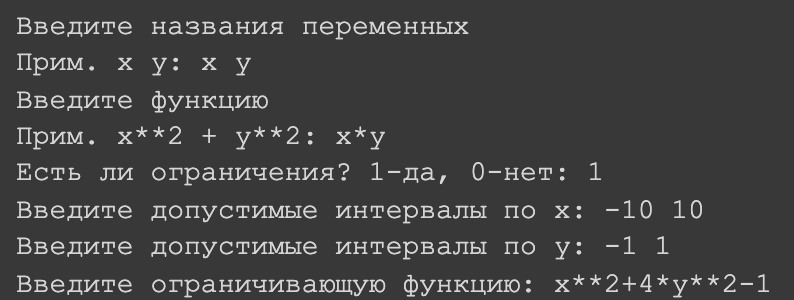 Введите названия переменных
Прим. x y: x y
Введите функцию
Прим. x**2 + y**2: x*y
Есть ли ограничения? 1-да, 0-нет: 1
Введите допустимые интервалы по x: -10 10
Введите допустимые интервалы по y: -1 1
Введите ограничивающую функцию: x**2+4*y**2-1